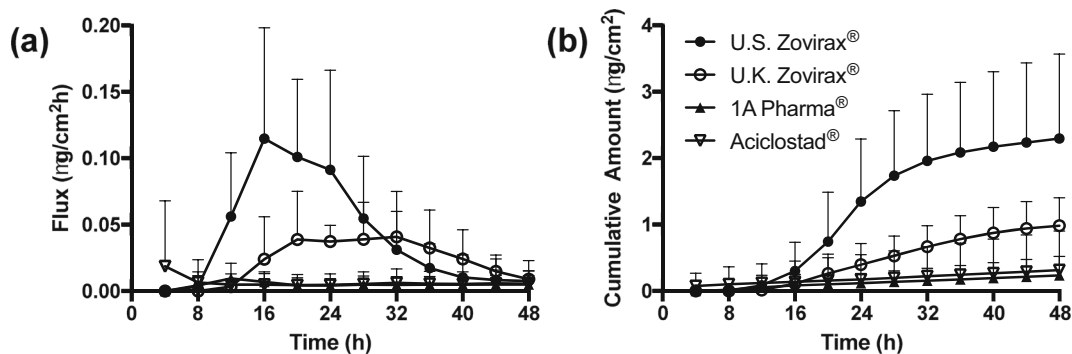 (a)
Flux (mg/cm²h)
0.20
0.15
0.10
0.05
0.00
0 8 16 24 32 40 48
Time (h)
(b)
Cumulative Amount (mg/cm²)
4
3
2
1
0
U.S. Zovirax®
U.K. Zovirax®
1A Pharma®
Aciclostad®
0 8 16 24 32 40 48
Time (h)